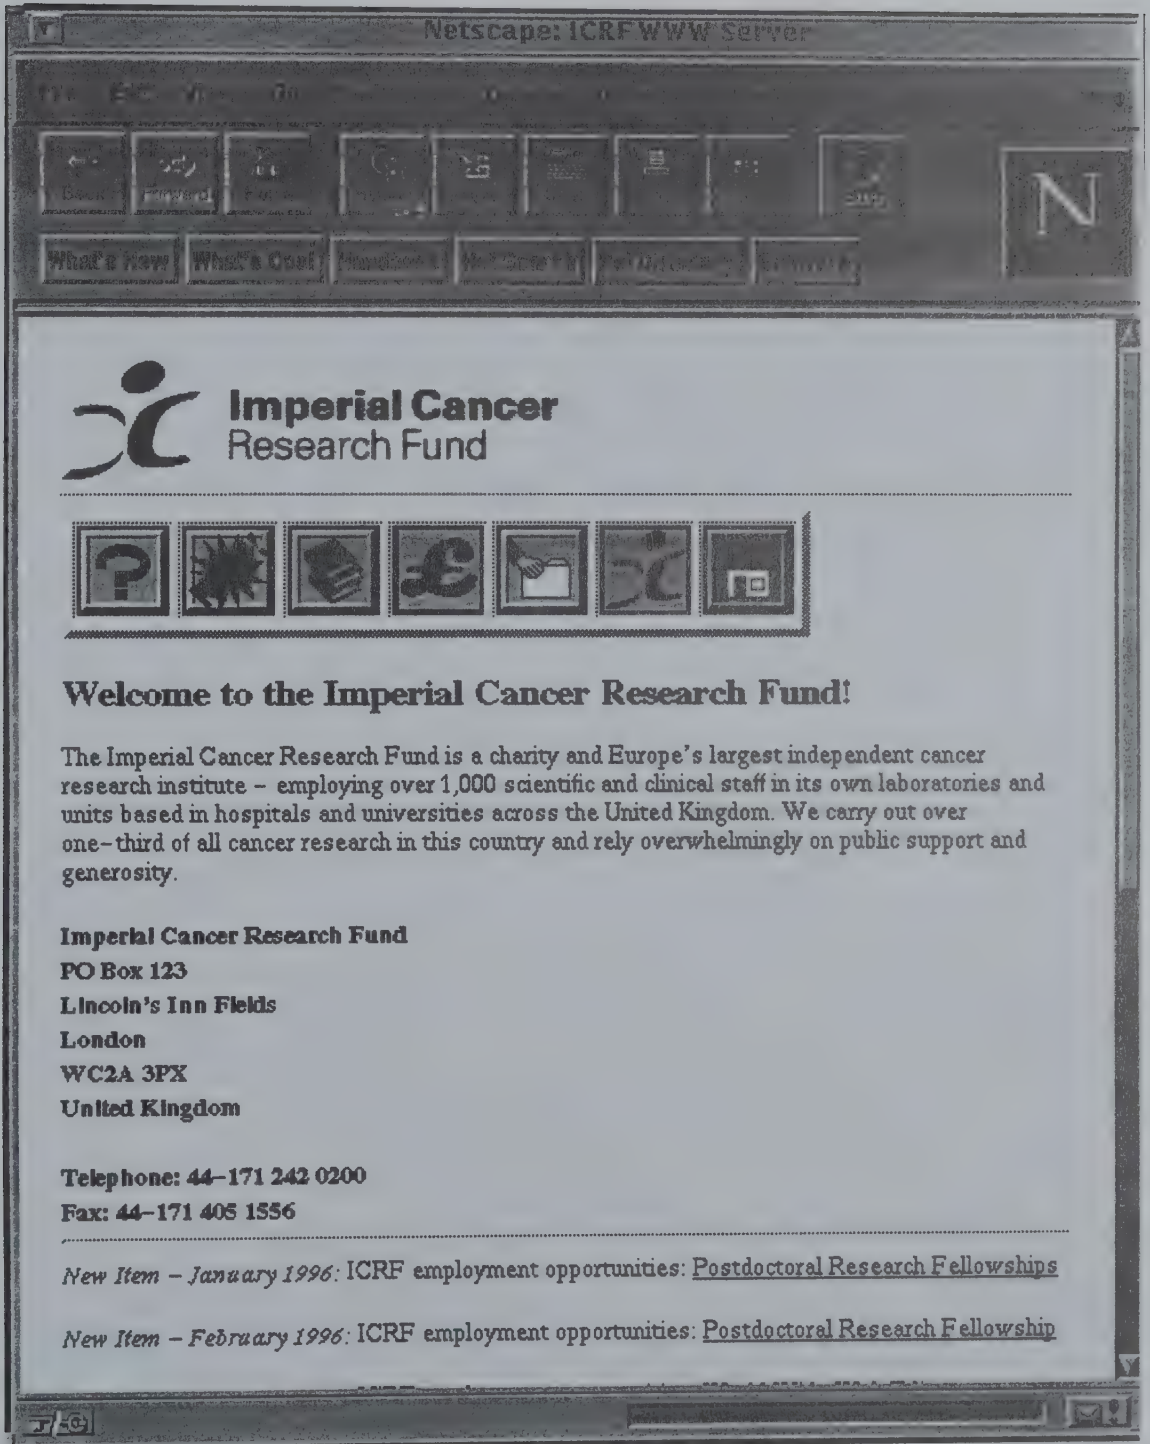 Netscape: ICRF WWW Server
Back Forward
What's New What's Cool Handbook Net Search
N
Imperial Cancer
Research Fund
?
£
Welcome to the Imperial Cancer Research Fund!
The Imperial Cancer Research Fund is a charity and Europe's largest independent cancer
research institute – employing over 1,000 scientific and clinical staff in its own laboratories and
units based in hospitals and universities across the United Kingdom. We carry out over
one–third of all cancer research in this country and rely overwhelmingly on public support and
generosity.
Imperial Cancer Research Fund
PO Box 123
Lincoln's Inn Fields
London
WC2A 3PX
United Kingdom
Telephone: 44–171 242 0200
Fax: 44–171 405 1556
New Item – January 1996: ICRF employment opportunities: Postdoctoral Research Fellowships
New Item – February 1996: ICRF employment opportunities: Postdoctoral Research Fellowship